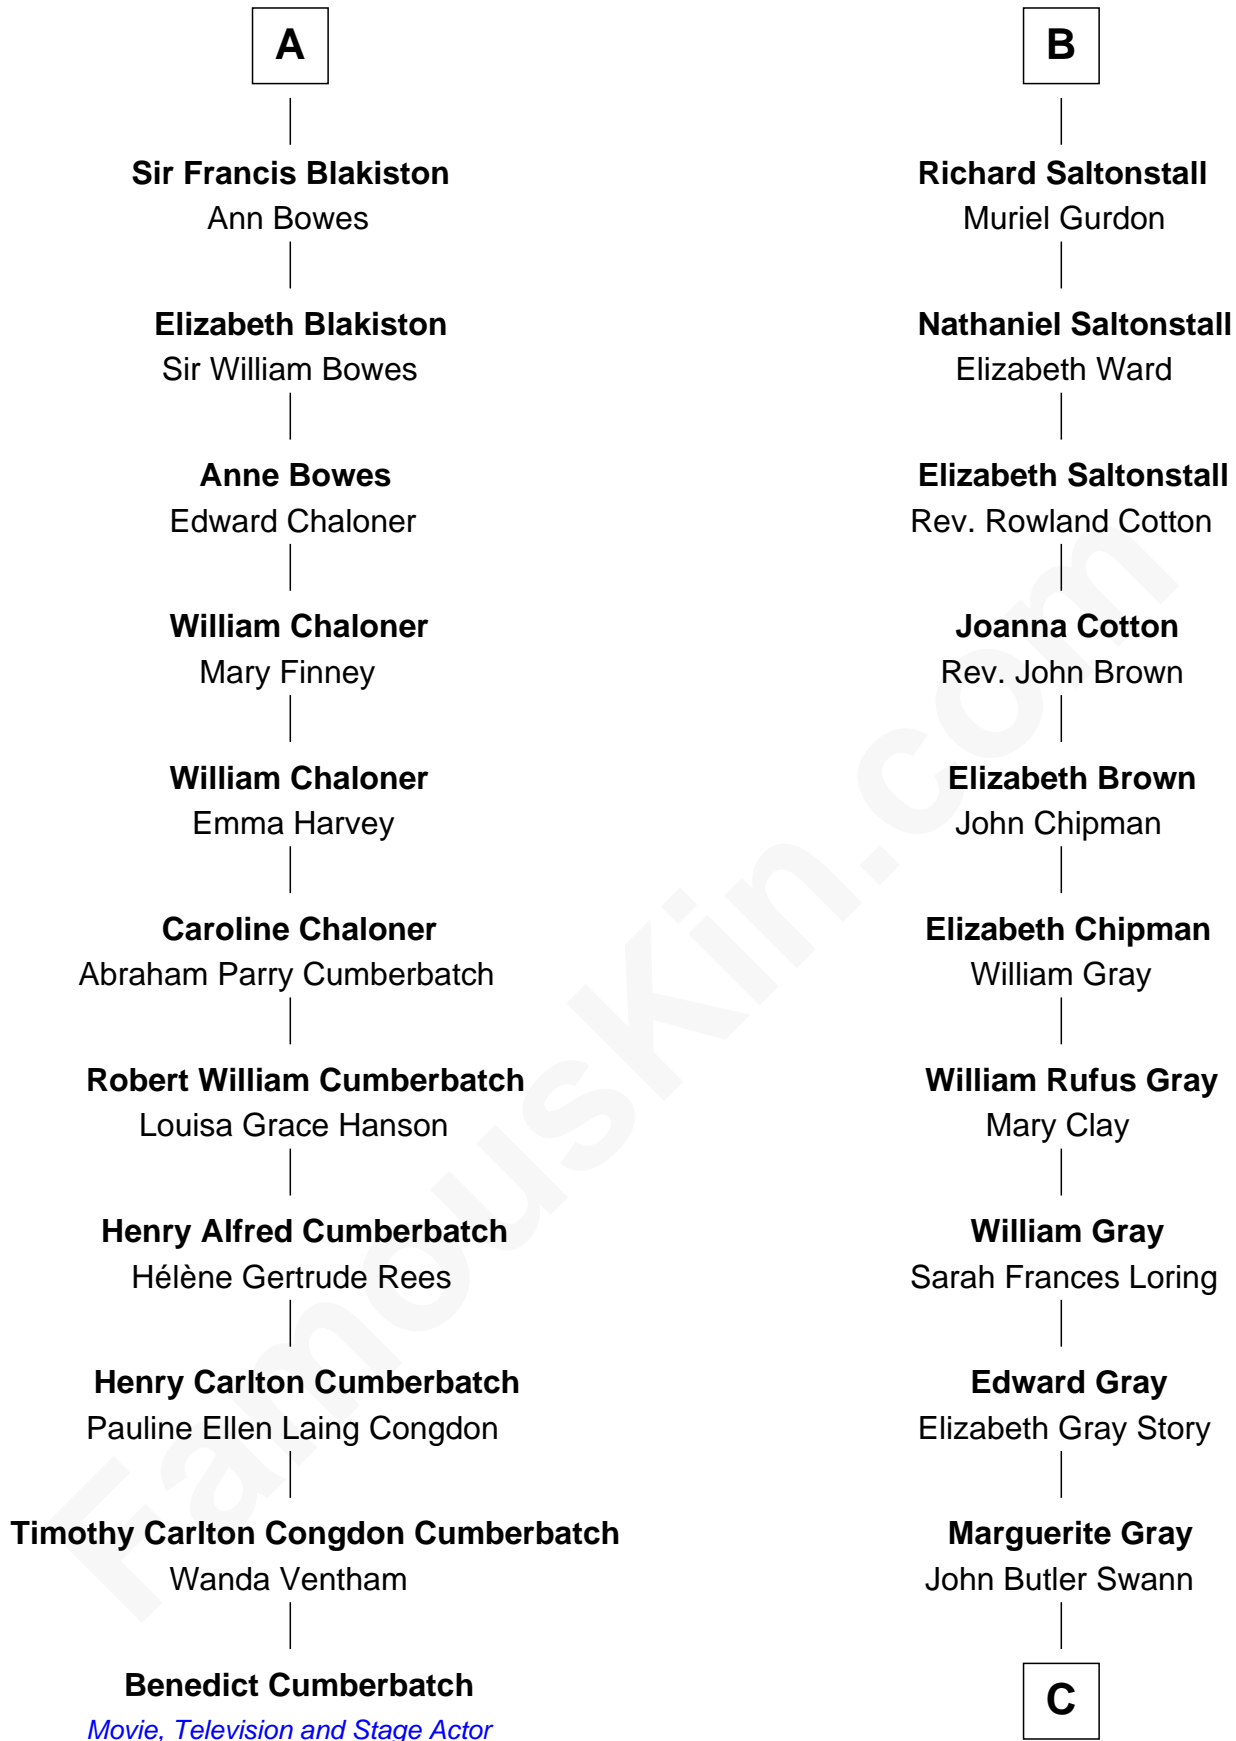 A
Sir Francis Blakiston
Ann Bowes
Elizabeth Blakiston
Sir William Bowes
Anne Bowes
Edward Chaloner
William Chaloner
Mary Finney
William Chaloner
Emma Harvey
Caroline Chaloner
Abraham Parry Cumberbatch
Robert William Cumberbatch
Louisa Grace Hanson
Henry Alfred Cumberbatch
Hélène Gertrude Rees
Henry Carlton Cumberbatch
Pauline Ellen Laing Congdon
Timothy Carlton Congdon Cumberbatch
Wanda Ventham
Benedict Cumberbatch
Movie, Television and Stage Actor
B
Richard Saltonstall
Muriel Gurdon
Nathaniel Saltonstall
Elizabeth Ward
Elizabeth Saltonstall
Rev. Rowland Cotton
Joanna Cotton
Rev. John Brown
Elizabeth Brown
John Chipman
Elizabeth Chipman
William Gray
William Rufus Gray
Mary Clay
William Gray
Sarah Frances Loring
Edward Gray
Elizabeth Gray Story
Marguerite Gray
John Butler Swann
C
FamousKin.com